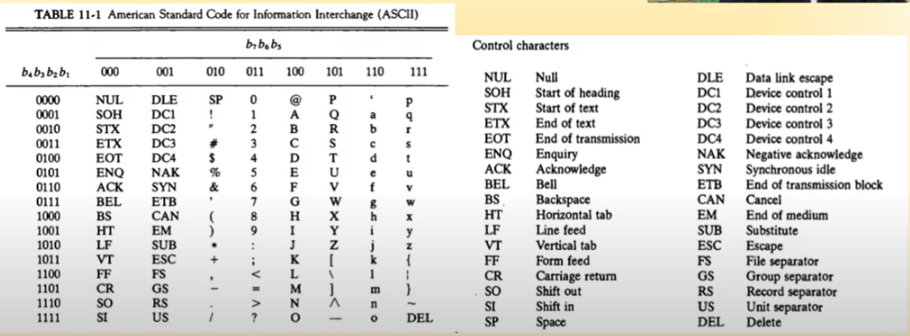 TABLE 11-1 American Standard Code for Information Interchange (ASCII)
b₇b₆b₅
b₄b₃b₂b₁ 000 001 010 011 100 101 110 111
0000 NUL DLE SP 0 @ P ‘ p
0001 SOH DC1 ! 1 A Q a q
0010 STX DC2 " 2 B R b r
0011 ETX DC3 # 3 C S c s
0100 EOT DC4 $ 4 D T d t
0101 ENQ NAK % 5 E U e u
0110 ACK SYN & 6 F V f v
0111 BEL ETB ' 7 G W g w
1000 BS CAN ( 8 H X h x
1001 HT EM ) 9 I Y i y
1010 LF SUB * : J Z j z
1011 VT ESC + ; K [ k {
1100 FF FS , < L \ l |
1101 CR GS - = M ] m }
1110 SO RS . > N ∧ n ~
1111 SI US / ? O — o DEL
Control characters
NUL Null DLE Data link escape
SOH Start of heading DC1 Device control 1
STX Start of text DC2 Device control 2
ETX End of text DC3 Device control 3
EOT End of transmission DC4 Device control 4
ENQ Enquiry NAK Negative acknowledge
ACK Acknowledge SYN Synchronous idle
BEL Bell ETB End of transmission block
BS Backspace CAN Cancel
HT Horizontal tab EM End of medium
LF Line feed SUB Substitute
VT Vertical tab ESC Escape
FF Form feed FS File separator
CR Carriage return GS Group separator
SO Shift out RS Record separator
SI Shift in US Unit separator
SP Space DEL Delete